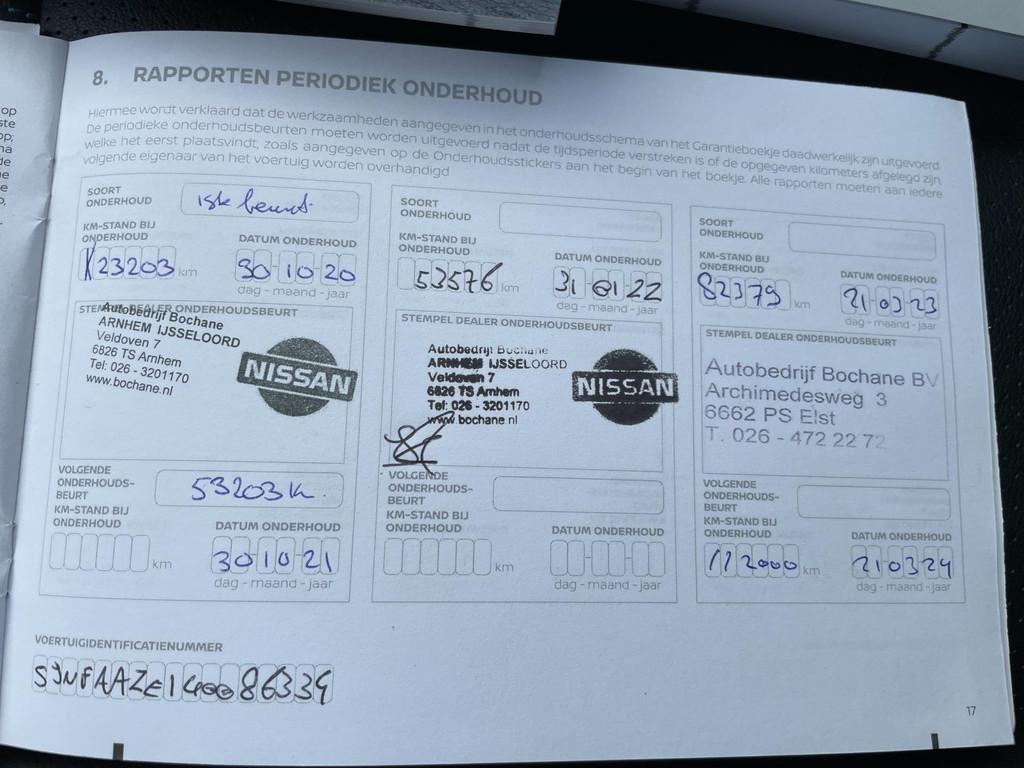 8. RAPPORTEN PERIODIEK ONDERHOUD
Hiermee wordt verklaard dat de werkzaamheden aangegeven in het onderhoudsschema van het Garantieboekje daadwerkelijk zijn uitgevoerd.
De periodieke onderhoudsbeurten moeten worden uitgevoerd nadat de tijdsperiode verstreken is of de opgegeven kilometers afgelegd zijn,
welke het eerst plaatsvindt, zoals aangegeven op de Onderhoudsstickers aan het begin van het boekje. Alle rapporten moeten aan iedere
volgende eigenaar van het voertuig worden overhandigd
SOORT
ONDERHOUD
1ste beurt
KM-STAND BIJ
ONDERHOUD
23203 km
DATUM ONDERHOUD
30-10-20
dag - maand - jaar
STEMPEL DEALER ONDERHOUDSBEURT
Autobedrijf Bochane
ARNHEM IJSSELOORD
Veldoven 7
6826 TS Arnhem
Tel: 026 - 3201170
www.bochane.nl
NISSAN
VOLGENDE
ONDERHOUDS-
BEURT
53203 k.
KM-STAND BIJ
ONDERHOUD
km
DATUM ONDERHOUD
30-10-21
dag - maand - jaar
SOORT
ONDERHOUD
KM-STAND BIJ
ONDERHOUD
53576 km
DATUM ONDERHOUD
31-01-22
dag - maand - jaar
STEMPEL DEALER ONDERHOUDSBEURT
Autobedrijf Bochane
ARNHEM IJSSELOORD
Veldoven 7
6826 TS Arnhem
Tel: 026 - 3201170
www.bochane.nl
NISSAN
VOLGENDE
ONDERHOUDS-
BEURT
KM-STAND BIJ
ONDERHOUD
km
DATUM ONDERHOUD
dag - maand - jaar
SOORT
ONDERHOUD
KM-STAND BIJ
ONDERHOUD
82379 km
DATUM ONDERHOUD
21-03-23
dag - maand - jaar
STEMPEL DEALER ONDERHOUDSBEURT
Autobedrijf Bochane BV
Archimedesweg 3
6662 PS Elst
T. 026 - 472 22 72
VOLGENDE
ONDERHOUDS-
BEURT
KM-STAND BIJ
ONDERHOUD
112000 km
DATUM ONDERHOUD
21-03-24
dag - maand - jaar
VOERTUIGIDENTIFICATIENUMMER
SJNFAAZE1U0086339
17